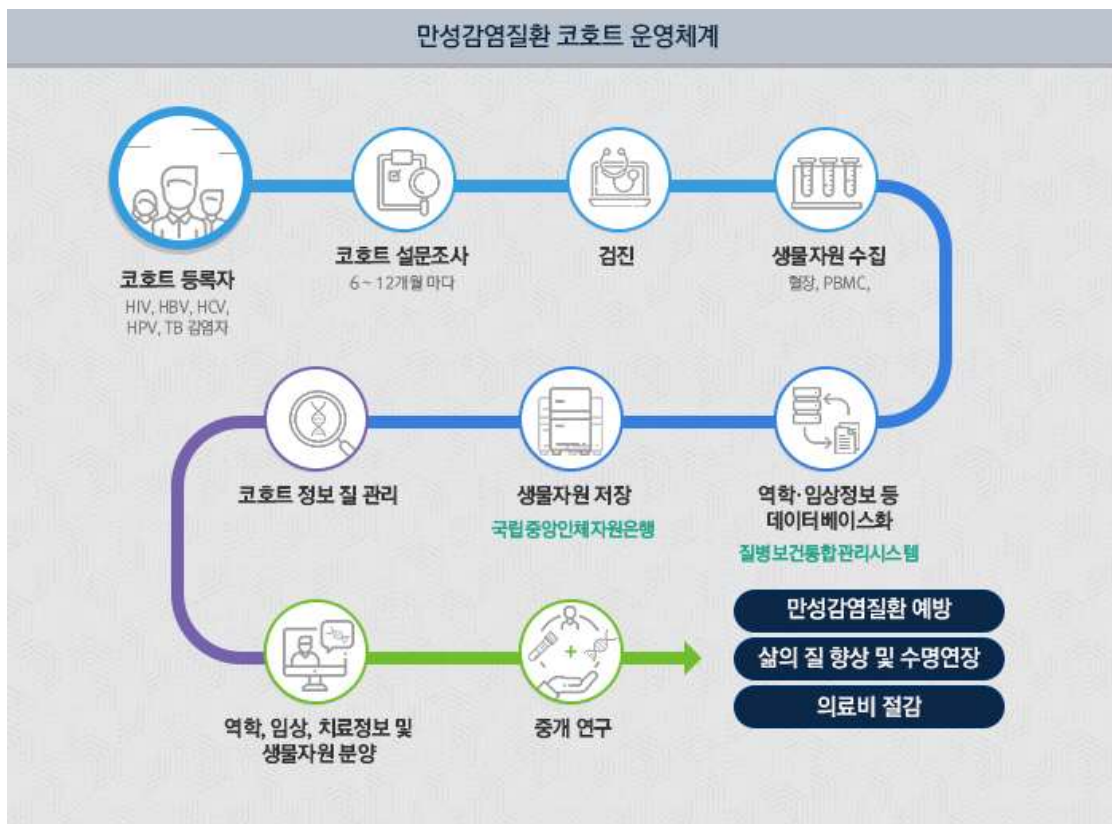 만성감염질환 코호트 운영체계
코호트 등록자
HIV, HBV, HCV,
HPV, TB 감염자
코호트 설문조사
6 ~ 12개월 마다
검진
생물자원 수집
혈장, PBMC,
역학·임상정보 등
데이터베이스화
질병보건통합관리시스템
생물자원 저장
국립중앙인체자원은행
코호트 정보 질 관리
역학, 임상, 치료정보 및
생물자원 분양
중개 연구
만성감염질환 예방
삶의 질 향상 및 수명연장
의료비 절감